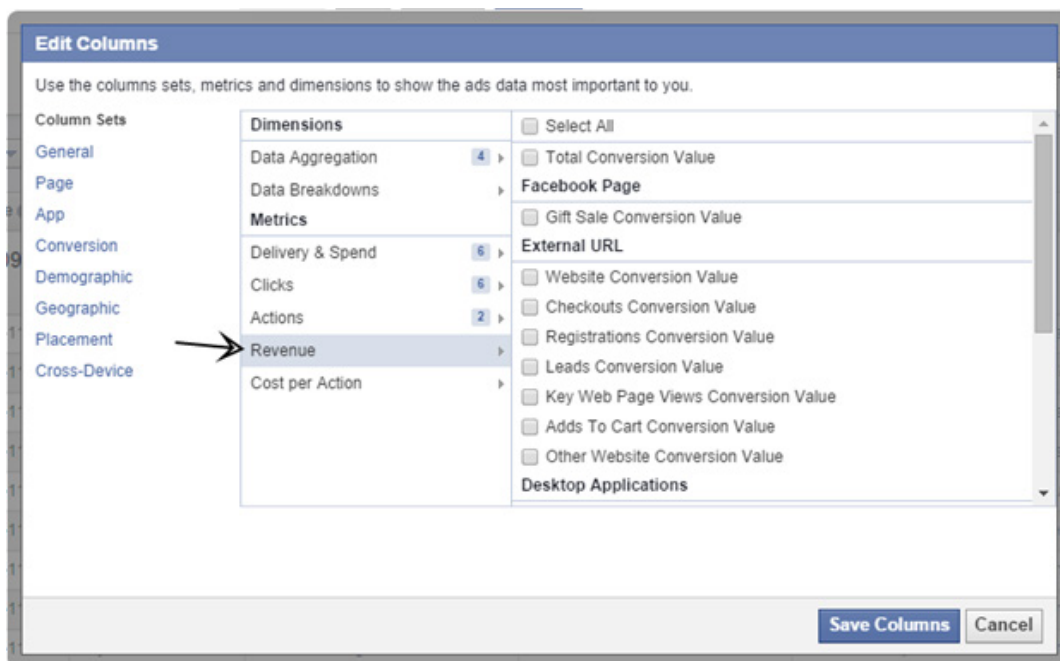 Edit Columns
Use the columns sets, metrics and dimensions to show the ads data most important to you.
Column Sets
General
Page
App
Conversion
Demographic
Geographic
Placement
Cross-Device
Dimensions
Data Aggregation 4
Data Breakdowns
Metrics
Delivery & Spend 6
Clicks 6
Actions 2
Revenue
Cost per Action
Select All
Total Conversion Value
Facebook Page
Gift Sale Conversion Value
External URL
Website Conversion Value
Checkouts Conversion Value
Registrations Conversion Value
Leads Conversion Value
Key Web Page Views Conversion Value
Adds To Cart Conversion Value
Other Website Conversion Value
Desktop Applications
Save Columns Cancel